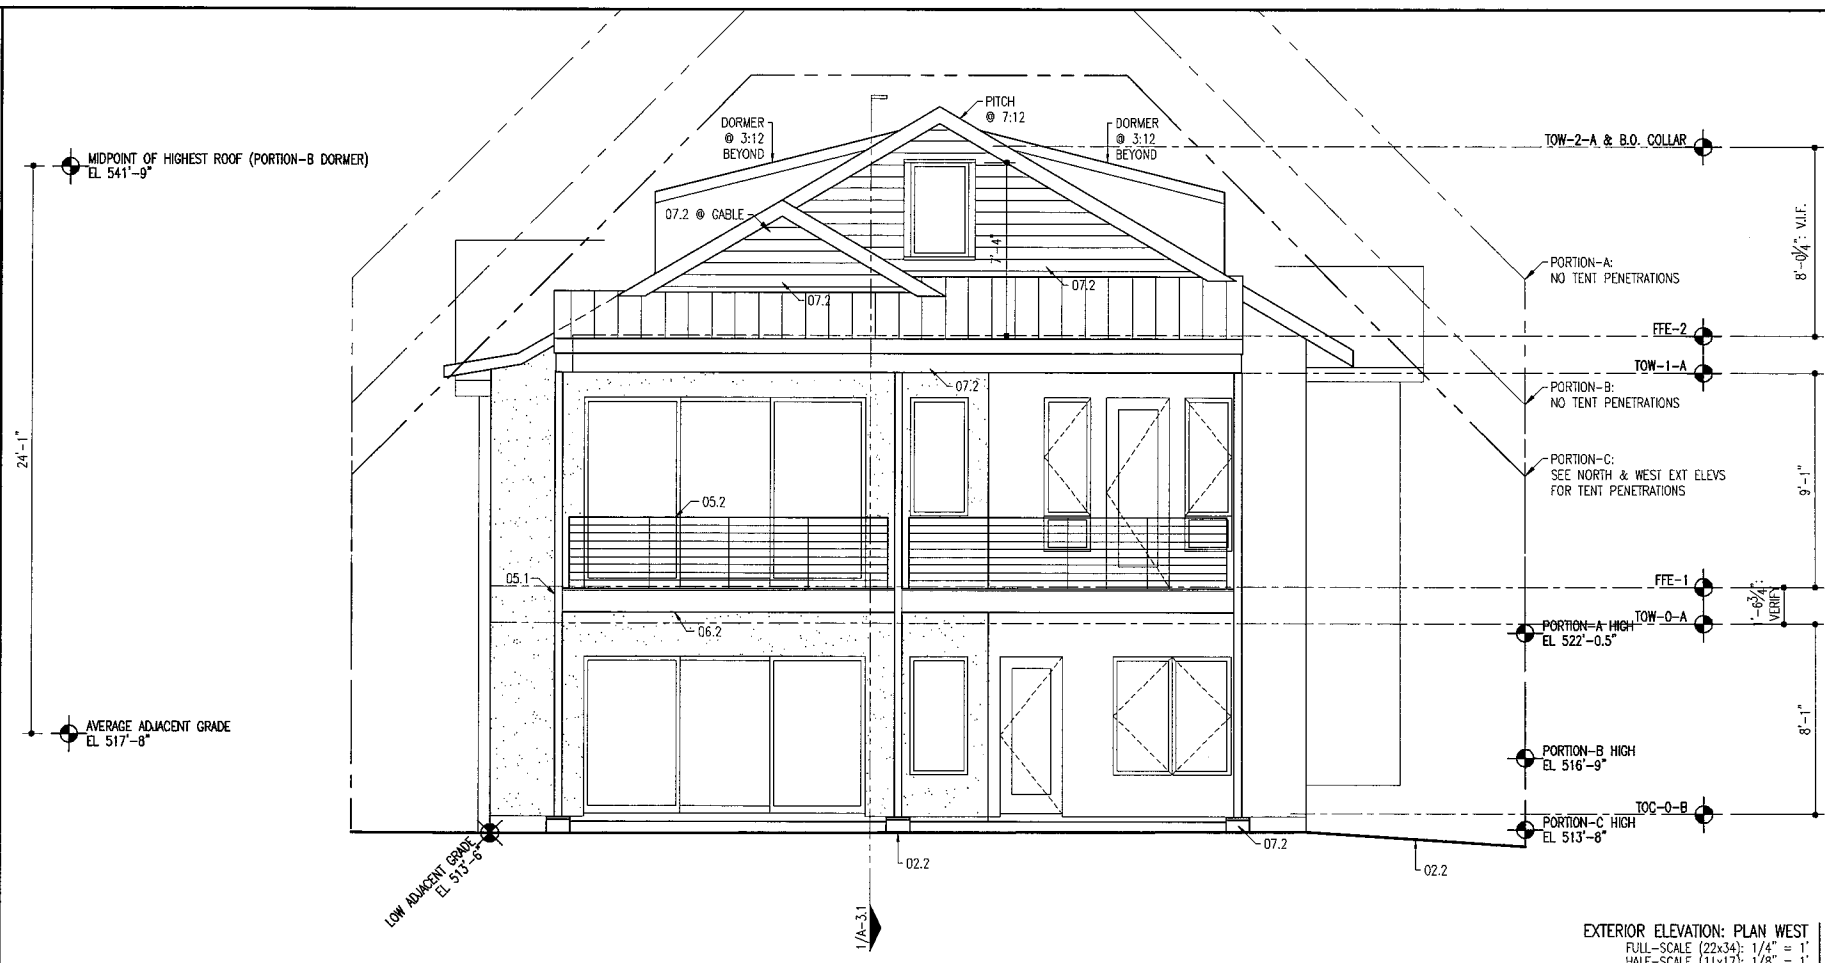 PITCH
@ 7:12
DORMER
@ 3:12
BEYOND
DORMER
@ 3:12
BEYOND
MIDPOINT OF HIGHEST ROOF (PORTION-B DORMER)
EL 541'-9"
TOW-2-A & B.O. COLLAR
07.2 @ GABLE
7'-4"
8'-0¼": V.I.F.
PORTION-A:
NO TENT PENETRATIONS
07.2
07.2
FFE-2
TOW-1-A
07.2
PORTION-B:
NO TENT PENETRATIONS
24'-1"
PORTION-C:
SEE NORTH & WEST EXT ELEVS
FOR TENT PENETRATIONS
9'-1"
05.2
05.1
FFE-1
1'-6¾":
VERIFY
TOW-0-A
06.2
PORTION-A HIGH
EL 522'-0.5"
AVERAGE ADJACENT GRADE
EL 517'-8"
8'-1"
PORTION-B HIGH
EL 516'-9"
TOC-0-B
PORTION-C HIGH
EL 513'-8"
LOW ADJACENT GRADE
EL 513'-6"
02.2
07.2
02.2
1/A-3.1
EXTERIOR ELEVATION: PLAN WEST
FULL-SCALE (22x34): 1/4" = 1'
HALF-SCALE (11x17): 1/8" = 1'